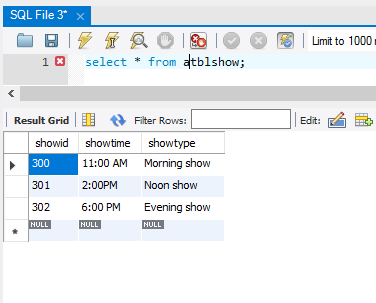 SQL File 3*
Limit to 1000 r
1 select * from atblshow;
Result Grid Filter Rows: Edit:
showid showtime showtype
300 11:00 AM Morning show
301 2:00PM Noon show
302 6:00 PM Evening show
NULL NULL NULL